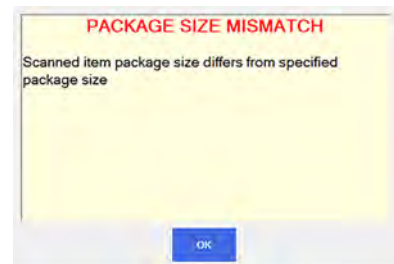 PACKAGE SIZE MISMATCH
Scanned item package size differs from specified
package size
OK